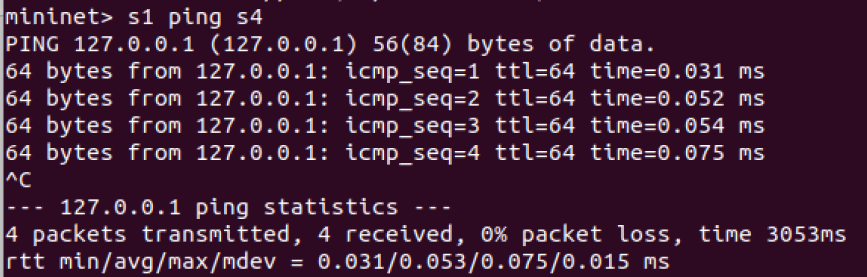 mininet> s1 ping s4
PING 127.0.0.1 (127.0.0.1) 56(84) bytes of data.
64 bytes from 127.0.0.1: icmp_seq=1 ttl=64 time=0.031 ms
64 bytes from 127.0.0.1: icmp_seq=2 ttl=64 time=0.052 ms
64 bytes from 127.0.0.1: icmp_seq=3 ttl=64 time=0.054 ms
64 bytes from 127.0.0.1: icmp_seq=4 ttl=64 time=0.075 ms
^C
--- 127.0.0.1 ping statistics ---
4 packets transmitted, 4 received, 0% packet loss, time 3053ms
rtt min/avg/max/mdev = 0.031/0.053/0.075/0.015 ms